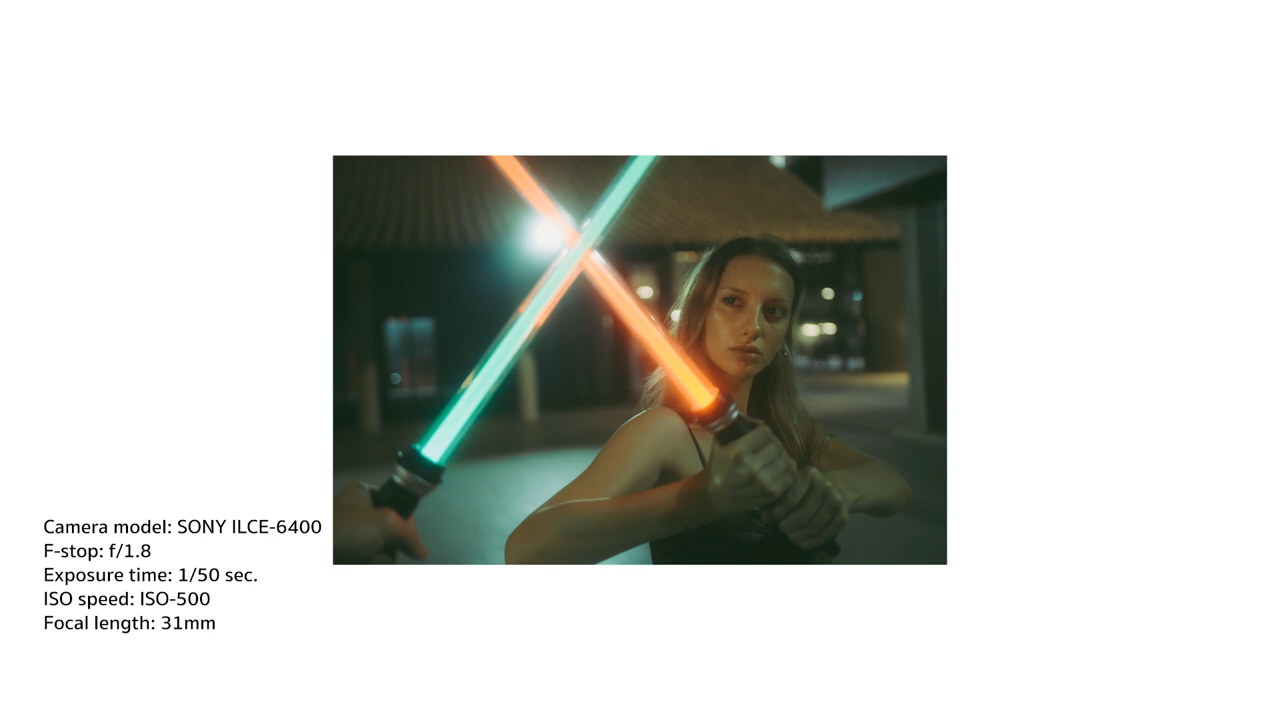 Camera model: SONY ILCE-6400
F-stop: f/1.8
Exposure time: 1/50 sec.
ISO speed: ISO-500
Focal length: 31mm